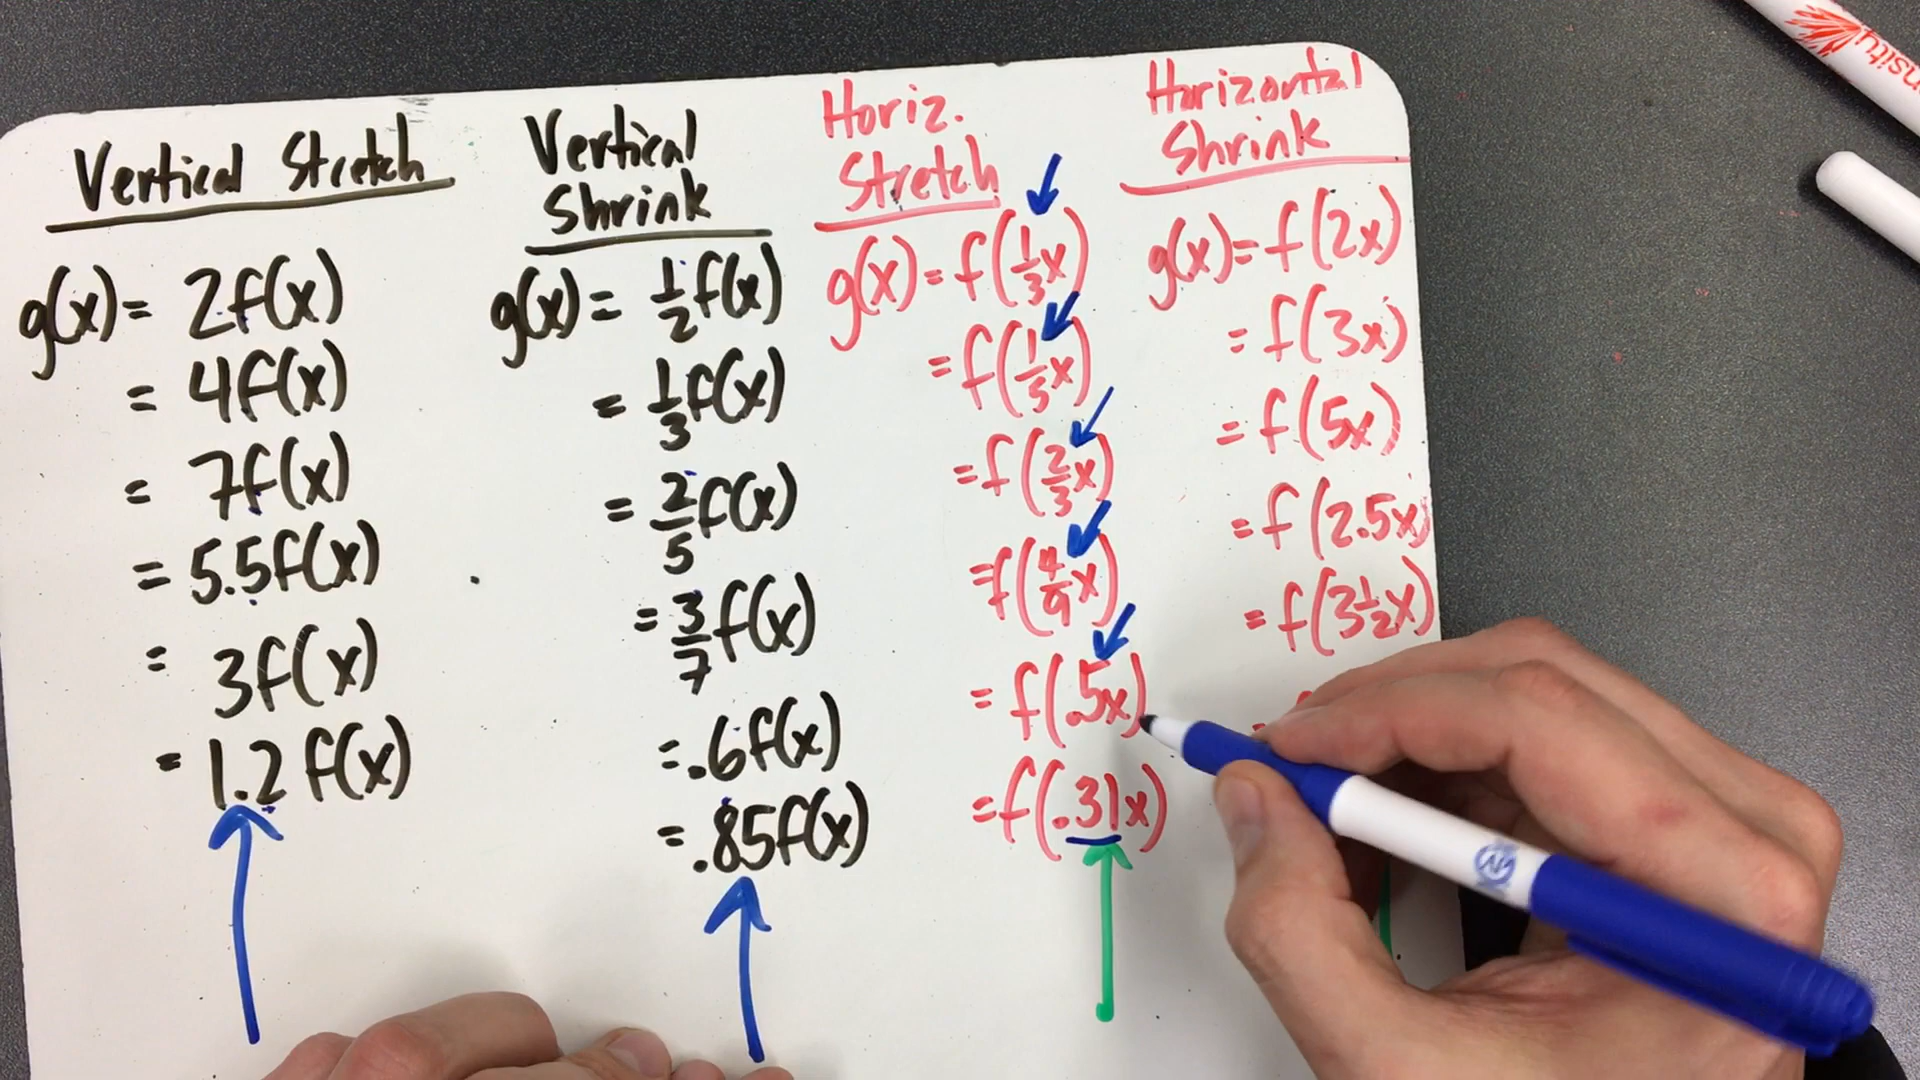 Vertical Stretch
g(x) = 2f(x)
= 4f(x)
= 7f(x)
= 5.5f(x)
= 3f(x)
= 1.2 f(x)
Vertical
Shrink
g(x) = 1/2 f(x)
= 1/3 f(x)
= 2/5 f(x)
= 3/7 f(x)
= .6f(x)
= .85f(x)
Horiz.
Stretch
g(x) = f(1/3 x)
= f(1/5 x)
= f(2/3 x)
= f(4/9 x)
= f(.5x)
= f(.31x)
Horizontal
Shrink
g(x) = f(2x)
= f(3x)
= f(5x)
= f(2.5x)
= f(3 1/2 x)